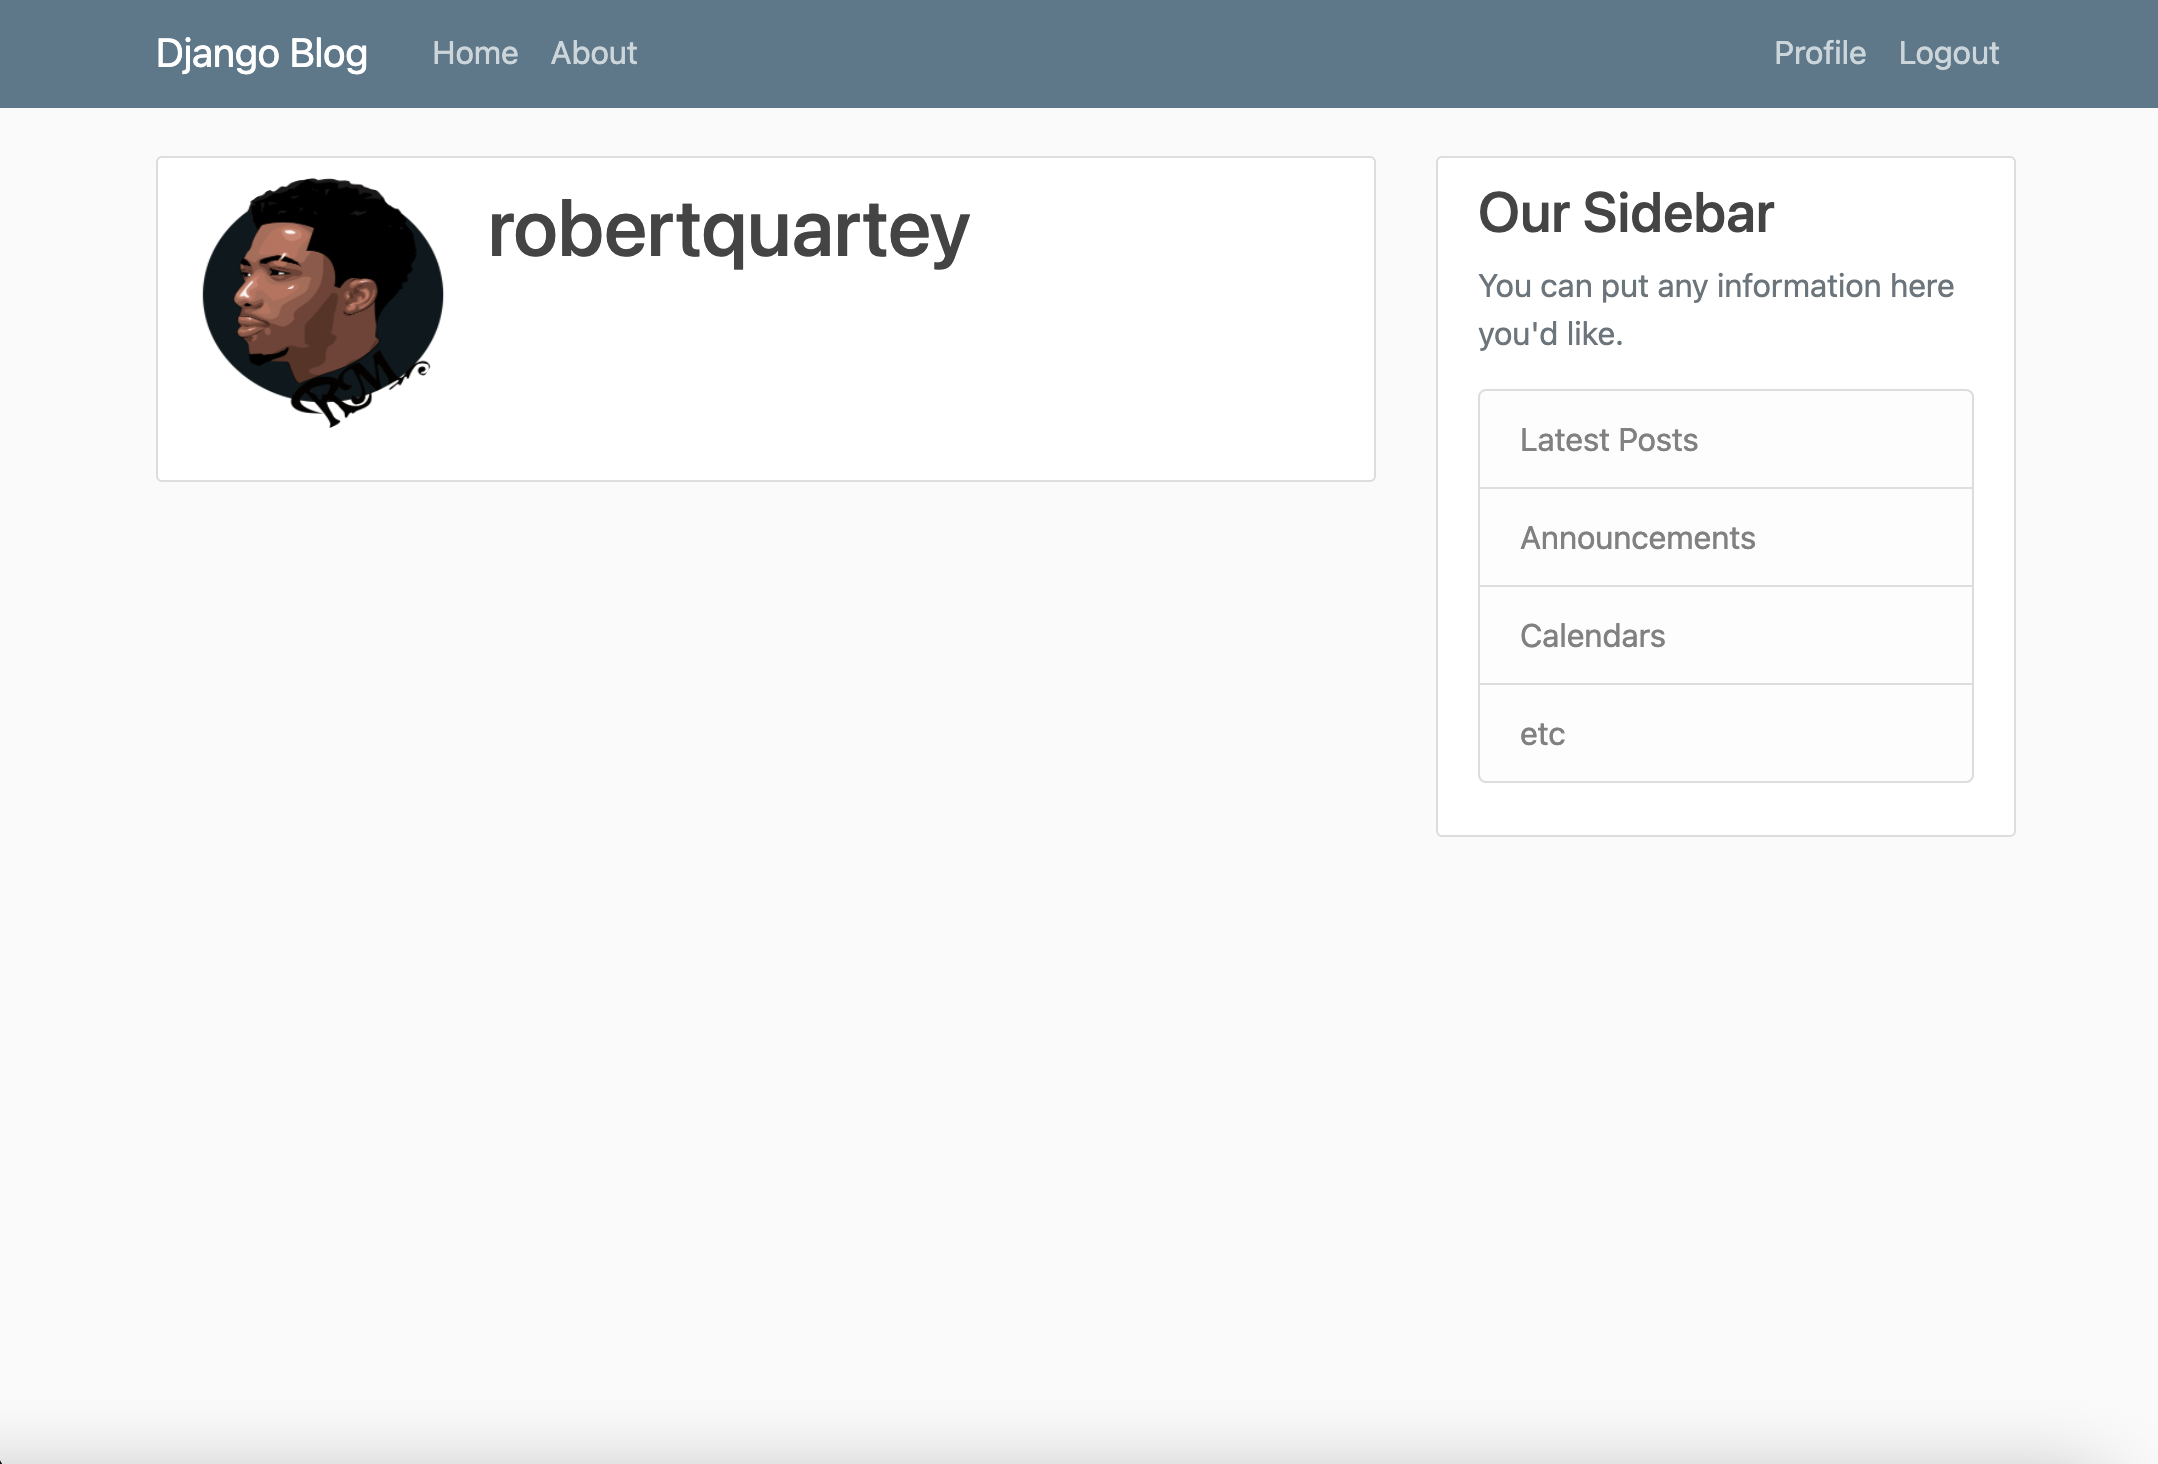 Django Blog Home About Profile Logout
robertquartey
RM
Our Sidebar
You can put any information here
you'd like.
Latest Posts
Announcements
Calendars
etc